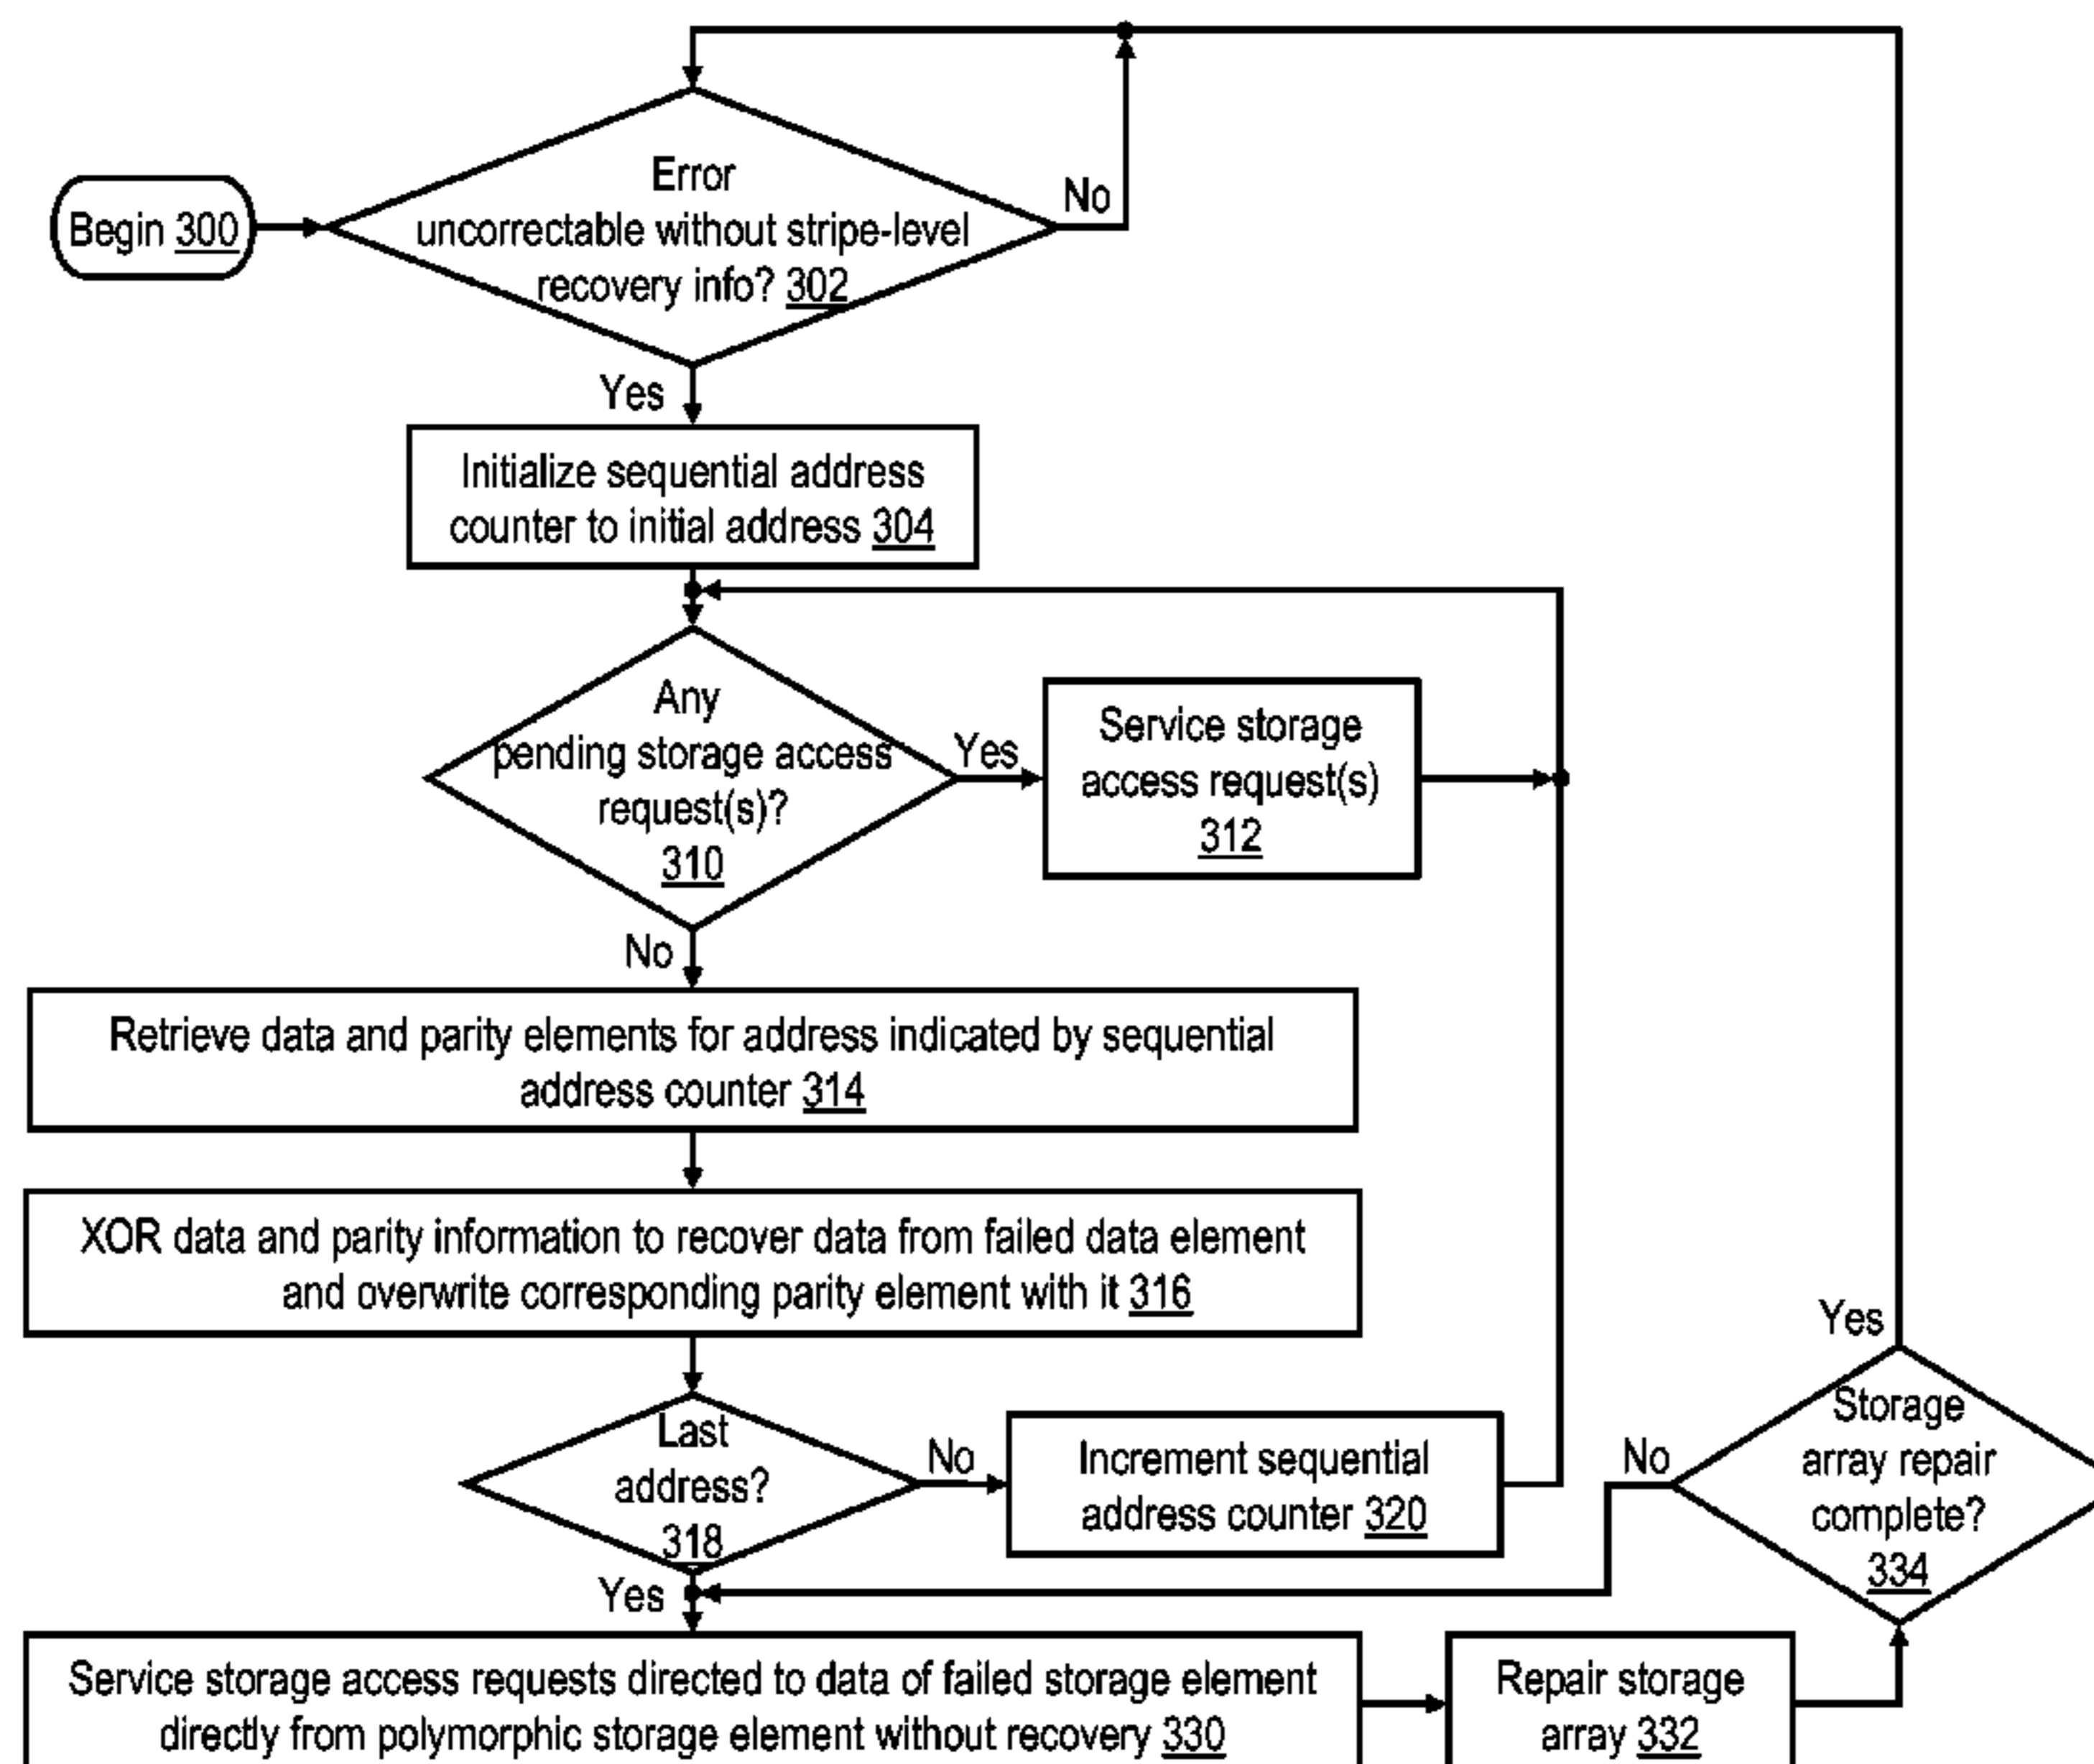 Begin 300
Error
uncorrectable without stripe-level
recovery info? 302
No
Yes
Initialize sequential address
counter to initial address 304
Any
pending storage access
request(s)?
310
Yes
Service storage
access request(s)
312
No
Retrieve data and parity elements for address indicated by sequential
address counter 314
XOR data and parity information to recover data from failed data element
and overwrite corresponding parity element with it 316
Last
address?
318
No
Increment sequential
address counter 320
Yes
Storage
array repair
complete?
334
No
Yes
Service storage access requests directed to data of failed storage element
directly from polymorphic storage element without recovery 330
Repair storage
array 332